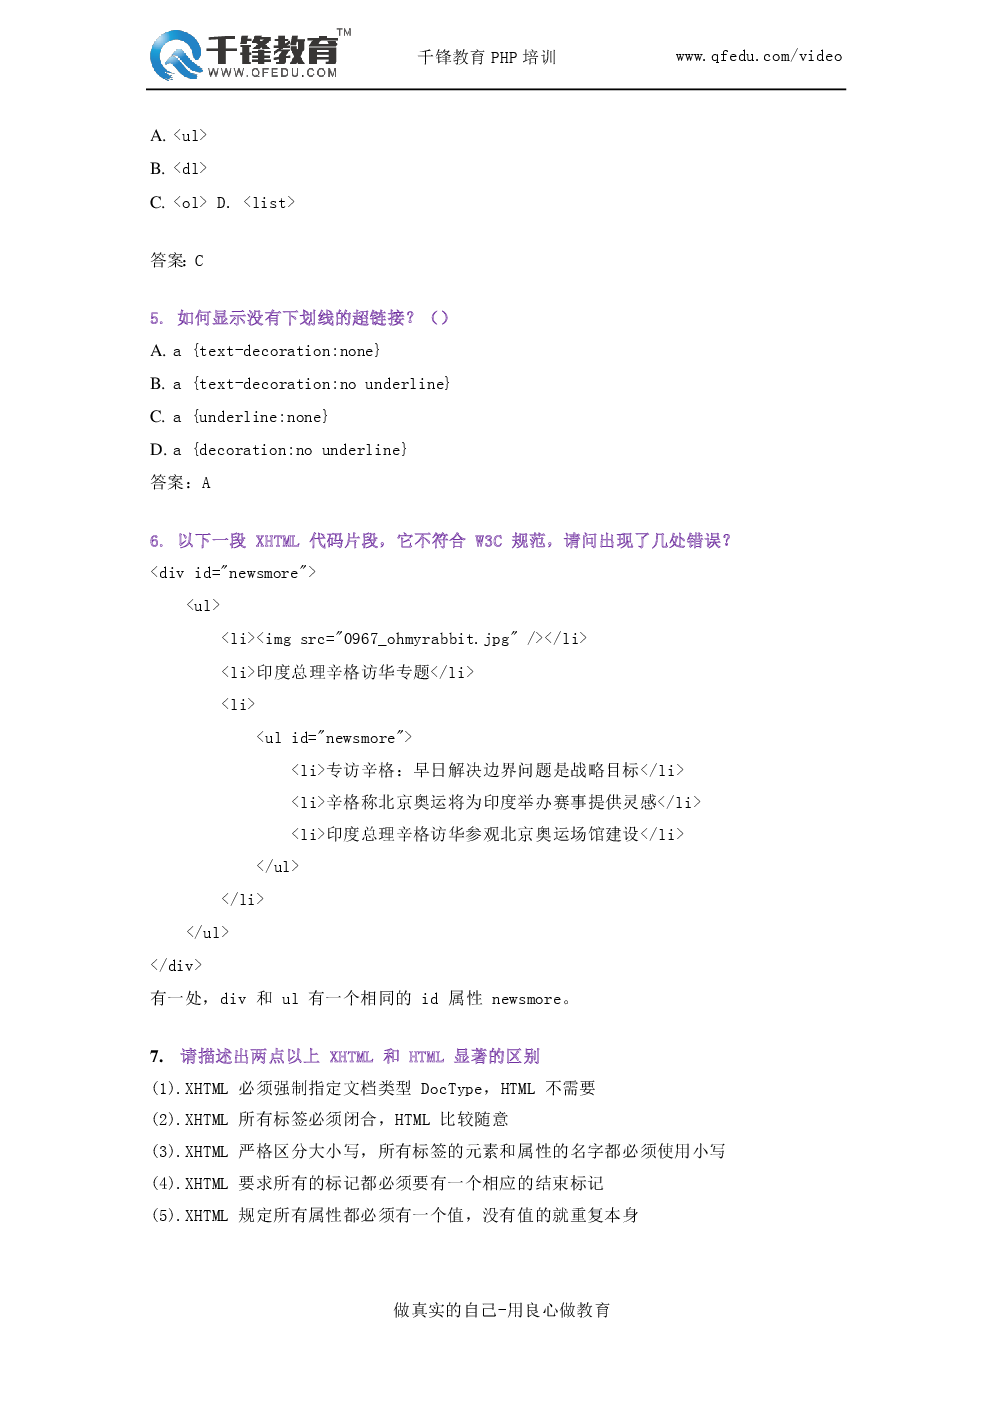 千锋教育TM
WWW.QFEDU.COM
千锋教育 PHP 培训
www.qfedu.com/video
A. <ul>
B. <dl>
C. <ol> D. <list>
答案: C
5. 如何显示没有下划线的超链接？（）
A. a {text-decoration:none}
B. a {text-decoration:no underline}
C. a {underline:none}
D. a {decoration:no underline}
答案：A
6. 以下一段 XHTML 代码片段，它不符合 W3C 规范，请问出现了几处错误？
<div id="newsmore">
<ul>
<li><img src="0967_ohmyrabbit.jpg" /></li>
<li>印度总理辛格访华专题</li>
<li>
<ul id="newsmore">
<li>专访辛格：早日解决边界问题是战略目标</li>
<li>辛格称北京奥运将为印度举办赛事提供灵感</li>
<li>印度总理辛格访华参观北京奥运场馆建设</li>
</ul>
</li>
</ul>
</div>
有一处，div 和 ul 有一个相同的 id 属性 newsmore。
7. 请描述出两点以上 XHTML 和 HTML 显著的区别
(1).XHTML 必须强制指定文档类型 DocType，HTML 不需要
(2).XHTML 所有标签必须闭合，HTML 比较随意
(3).XHTML 严格区分大小写，所有标签的元素和属性的名字都必须使用小写
(4).XHTML 要求所有的标记都必须要有一个相应的结束标记
(5).XHTML 规定所有属性都必须有一个值，没有值的就重复本身
做真实的自己-用良心做教育